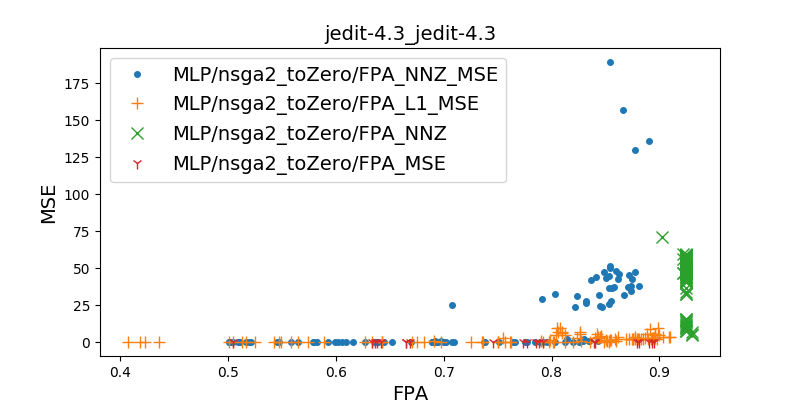 jedit-4.3_jedit-4.3
MLP/nsga2_toZero/FPA_NNZ_MSE
MLP/nsga2_toZero/FPA_L1_MSE
MLP/nsga2_toZero/FPA_NNZ
MLP/nsga2_toZero/FPA_MSE
175
150
125
100
75
50
25
0
MSE
0.4 0.5 0.6 0.7 0.8 0.9
FPA